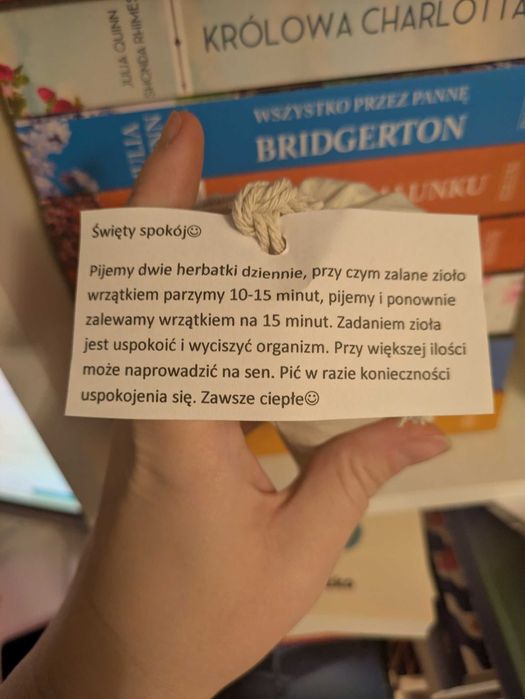 JULIA QUINN
SHONDA RHIMES
KRÓLOWA CHARLOTTA
WSZYSTKO PRZEZ PANNĘ
BRIDGERTON
Święty spokój☺
Pijemy dwie herbatki dziennie, przy czym zalane zioło
wrzątkiem parzymy 10-15 minut, pijemy i ponownie
zalewamy wrzątkiem na 15 minut. Zadaniem zioła
jest uspokoić i wyciszyć organizm. Przy większej ilości
może naprowadzić na sen. Pić w razie konieczności
uspokojenia się. Zawsze ciepłe☺